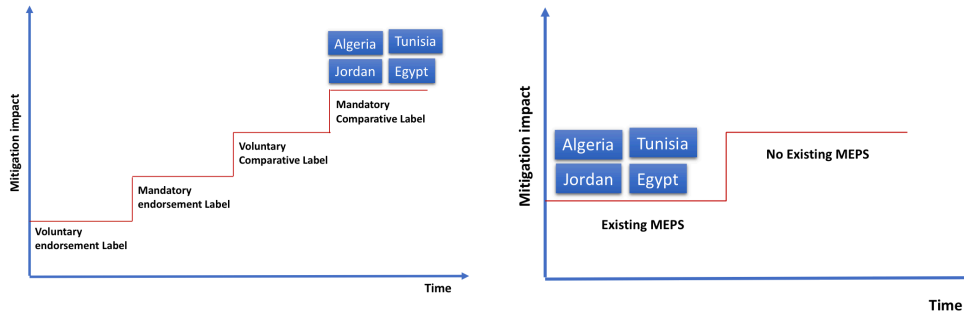 Algeria
Tunisia
Jordan
Egypt
Mandatory
Comparative Label
Voluntary
Comparative Label
Mandatory
endorsement Label
Voluntary
endorsement Label
Mitigation impact
Time
Algeria
Tunisia
Jordan
Egypt
No Existing MEPS
Existing MEPS
Mitigation impact
Time